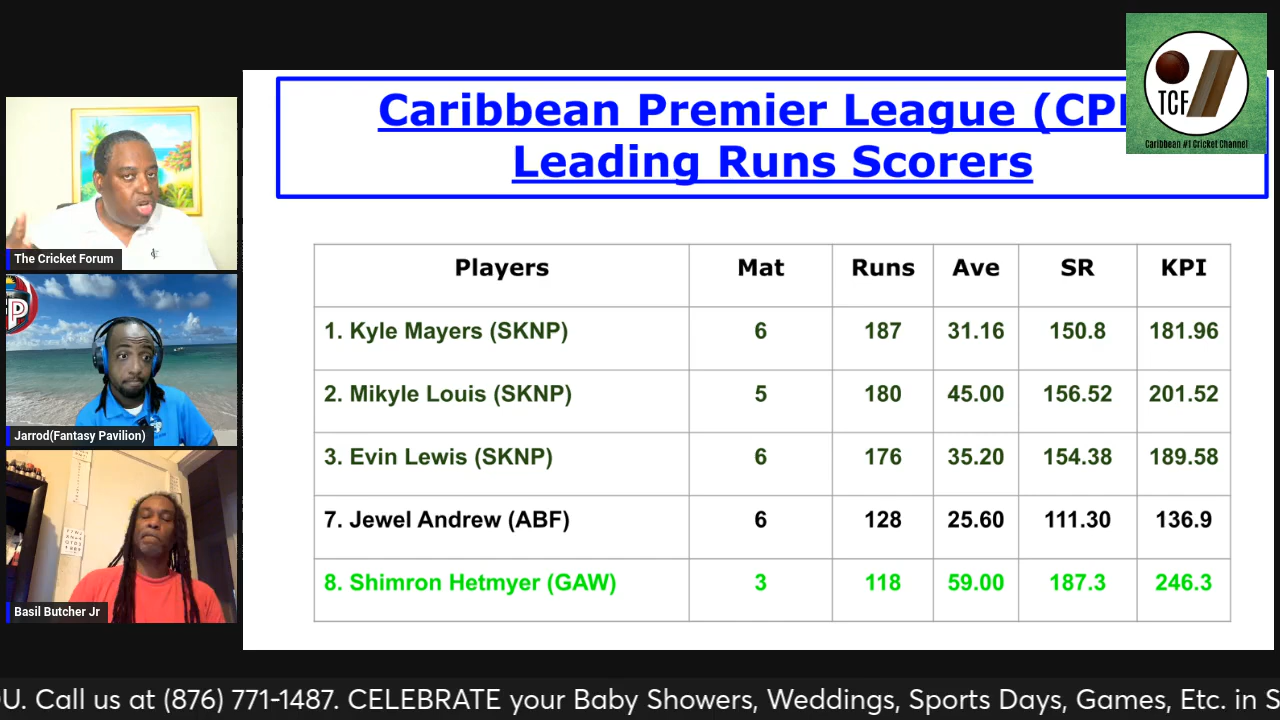 Caribbean Premier League (CPL
Leading Runs Scorers
TCF
Caribbean #1 Cricket Channel
Players Mat Runs Ave SR KPI
1. Kyle Mayers (SKNP) 6 187 31.16 150.8 181.96
2. Mikyle Louis (SKNP) 5 180 45.00 156.52 201.52
3. Evin Lewis (SKNP) 6 176 35.20 154.38 189.58
7. Jewel Andrew (ABF) 6 128 25.60 111.30 136.9
8. Shimron Hetmyer (GAW) 3 118 59.00 187.3 246.3
The Cricket Forum
P
Jarrod(Fantasy Pavilion)
Basil Butcher Jr
OU. Call us at (876) 771-1487. CELEBRATE your Baby Showers, Weddings, Sports Days, Games, Etc. in S